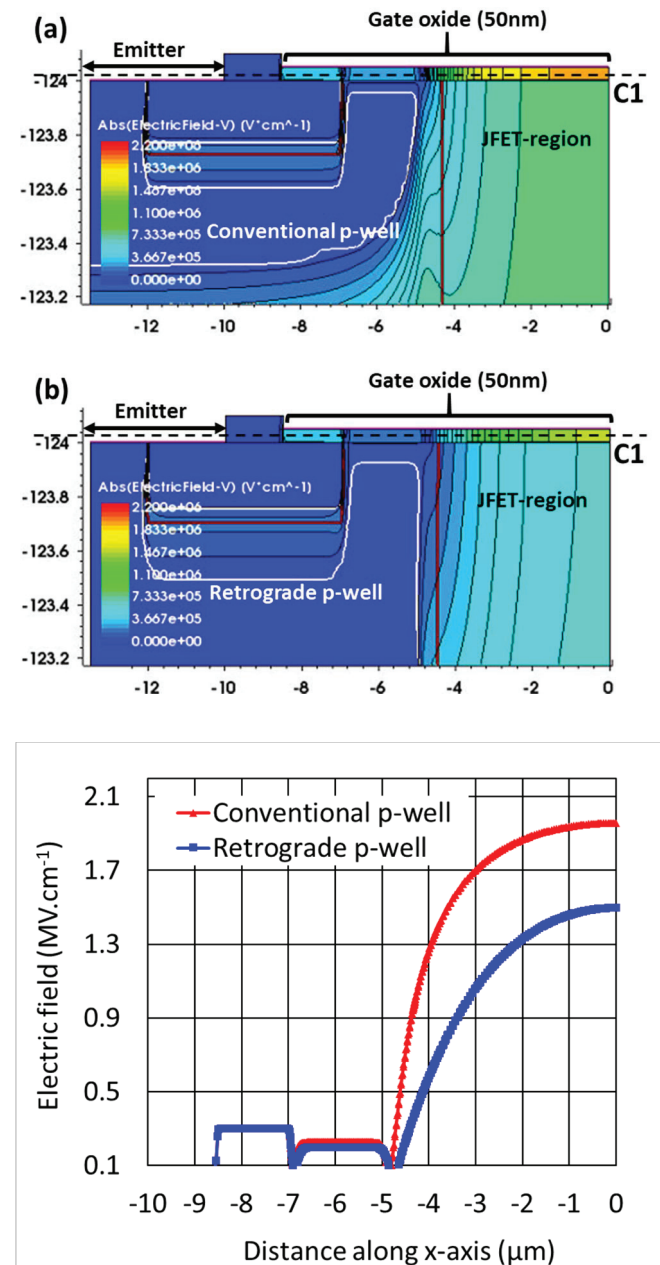 (a)
Gate oxide (50nm)
Emitter
-124
C1
Abs(ElectricField-V) (V*cm^-1)
JFET-region
-123.8
2.200e+06
1.833e+06
1.467e+06
-123.6
1.100e+06
7.333e+05
Conventional p-well
-123.4
3.667e+05
0.000e+00
-123.2
-12 -10 -8 -6 -4 -2 0
(b)
Gate oxide (50nm)
Emitter
-124
C1
Abs(ElectricField-V) (V*cm^-1)
JFET-region
-123.8
2.200e+06
1.833e+06
-123.6
1.467e+06
1.100e+06
Retrograde p-well
-123.4
7.333e+05
3.667e+05
0.000e+00
-123.2
-12 -10 -8 -6 -4 -2 0
2.1
Conventional p-well
Retrograde p-well
1.7
1.3
0.9
0.5
0.1
Electric field (MV.cm⁻¹)
-10 -9 -8 -7 -6 -5 -4 -3 -2 -1 0
Distance along x-axis (µm)